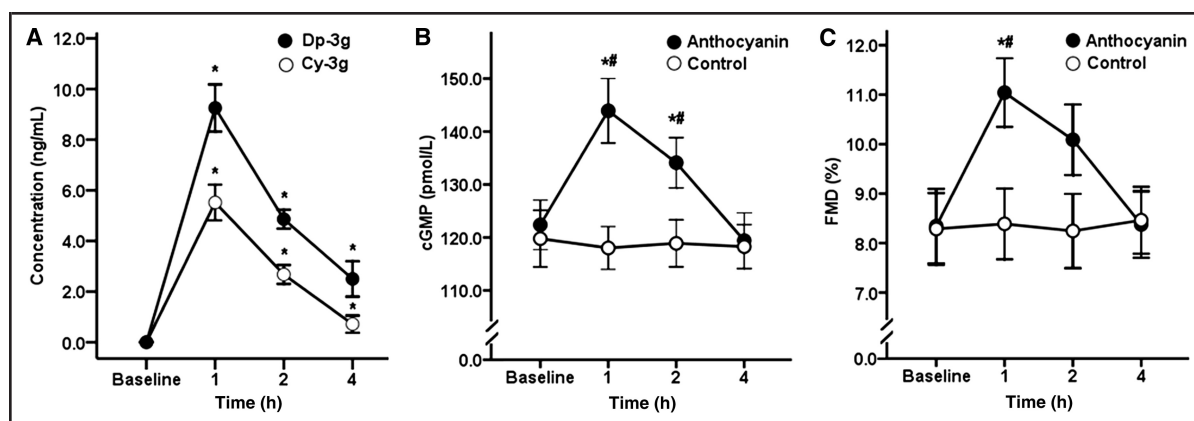 A
12.0
10.0
8.0
6.0
4.0
2.0
0.0
Concentration (ng/mL)
Dp-3g
Cy-3g
*
*
*
*
*
*
Baseline 1 2 4
Time (h)
B
150.0
140.0
130.0
120.0
110.0
0.0
cGMP (pmol/L)
Anthocyanin
Control
*#
*#
Baseline 1 2 4
Time (h)
C
12.0
11.0
10.0
9.0
8.0
7.0
0.0
FMD (%)
Anthocyanin
Control
*#
Baseline 1 2 4
Time (h)